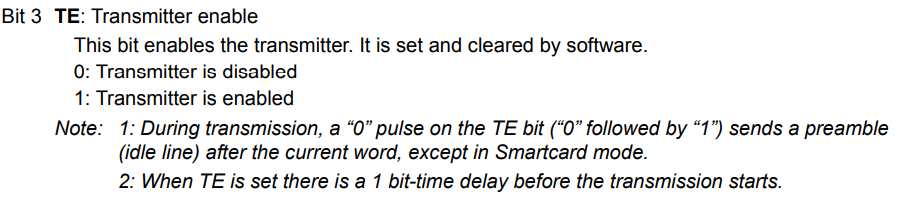 Bit 3 TE: Transmitter enable
This bit enables the transmitter. It is set and cleared by software.
0: Transmitter is disabled
1: Transmitter is enabled
Note: 1: During transmission, a “0” pulse on the TE bit (“0” followed by “1”) sends a preamble
(idle line) after the current word, except in Smartcard mode.
2: When TE is set there is a 1 bit-time delay before the transmission starts.